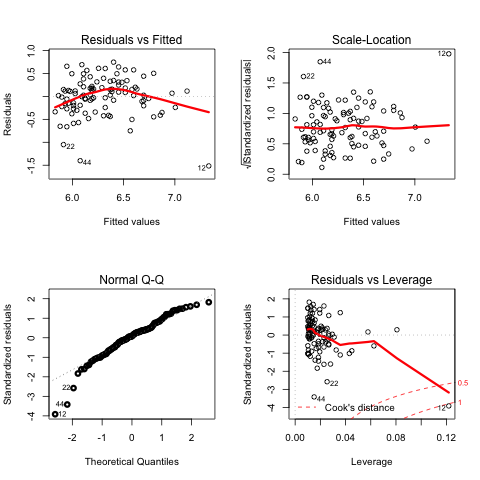 Residuals vs Fitted
Residuals
1.0
0.5
-0.5
-1.5
22
44
12
6.0 6.5 7.0
Fitted values
Scale-Location
√|Standardized residuals|
2.0
1.5
1.0
0.5
0.0
12
44
22
6.0 6.5 7.0
Fitted values
Normal Q-Q
Standardized residuals
2
1
0
-1
-2
-3
-4
22
44
12
-2 -1 0 1 2
Theoretical Quantiles
Residuals vs Leverage
Standardized residuals
2
1
0
-1
-2
-3
-4
22
44
12
0.5
1
Cook's distance
0.00 0.04 0.08 0.12
Leverage